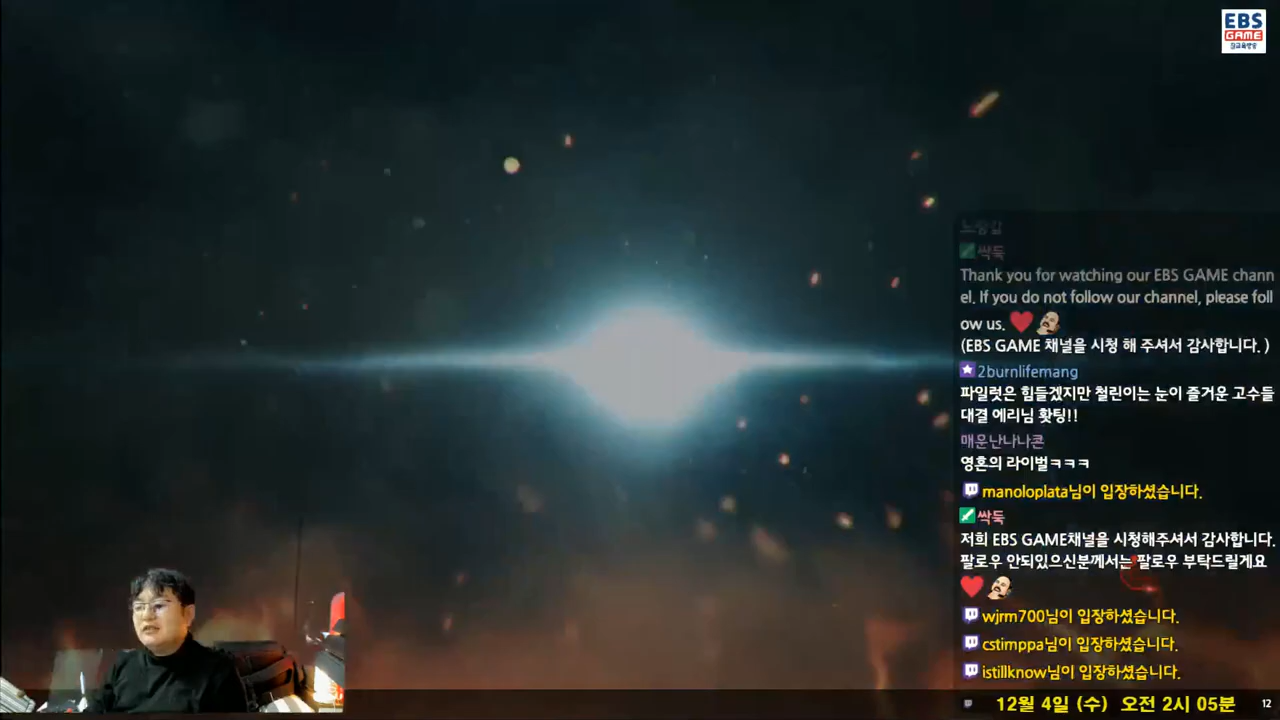 EBS
GAME
참교육방송
노랑칼
싹둑
Thank you for watching our EBS GAME chann
el. If you do not follow our channel, please foll
ow us.
(EBS GAME 채널을 시청 해 주셔서 감사합니다. )
2burnlifemang
파일럿은 힘들겠지만 철린이는 눈이 즐거운 고수들
대결 에리님 홧팅!!
매운난나나콘
영혼의 라이벌ㅋㅋㅋ
manoloplata님이 입장하셨습니다.
싹둑
저희 EBS GAME채널을 시청해주셔서 감사합니다.
팔로우 안되있으신분께서는 팔로우 부탁드릴게요
wjrm700님이 입장하셨습니다.
cstimppa님이 입장하셨습니다.
istillknow님이 입장하셨습니다.
12월 4일 (수) 오전 2시 05분
12